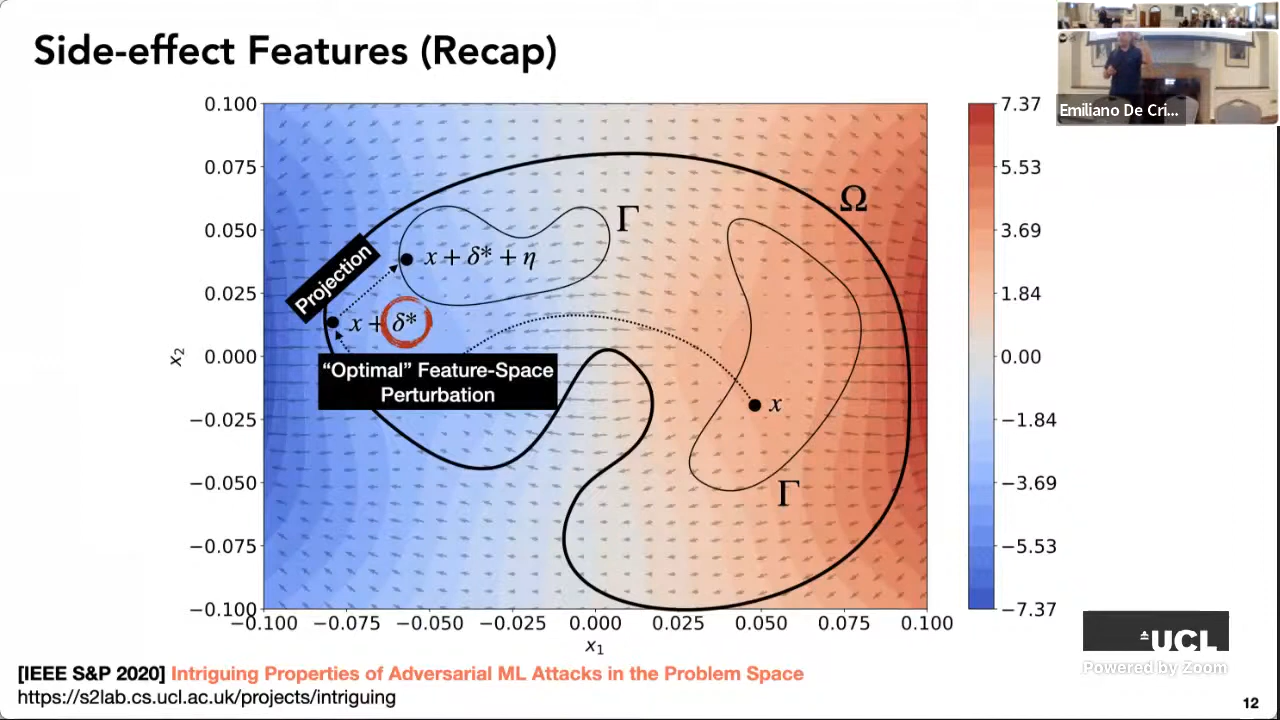 Side-effect Features (Recap)
Emiliano De Cri...
0.100
0.075
0.050
0.025
0.000
−0.025
−0.050
−0.075
−0.100
x₂
Ω
Γ
x + δ* + η
Projection
x + δ*
“Optimal” Feature-Space
Perturbation
x
Γ
−0.100
−0.075
−0.050
−0.025
0.000
0.025
0.050
0.075
0.100
x₁
7.37
5.53
3.69
1.84
0.00
−1.84
−3.69
−5.53
−7.37
UCL
Powered by Zoom
[IEEE S&P 2020] Intriguing Properties of Adversarial ML Attacks in the Problem Space
https://s2lab.cs.ucl.ac.uk/projects/intriguing
12